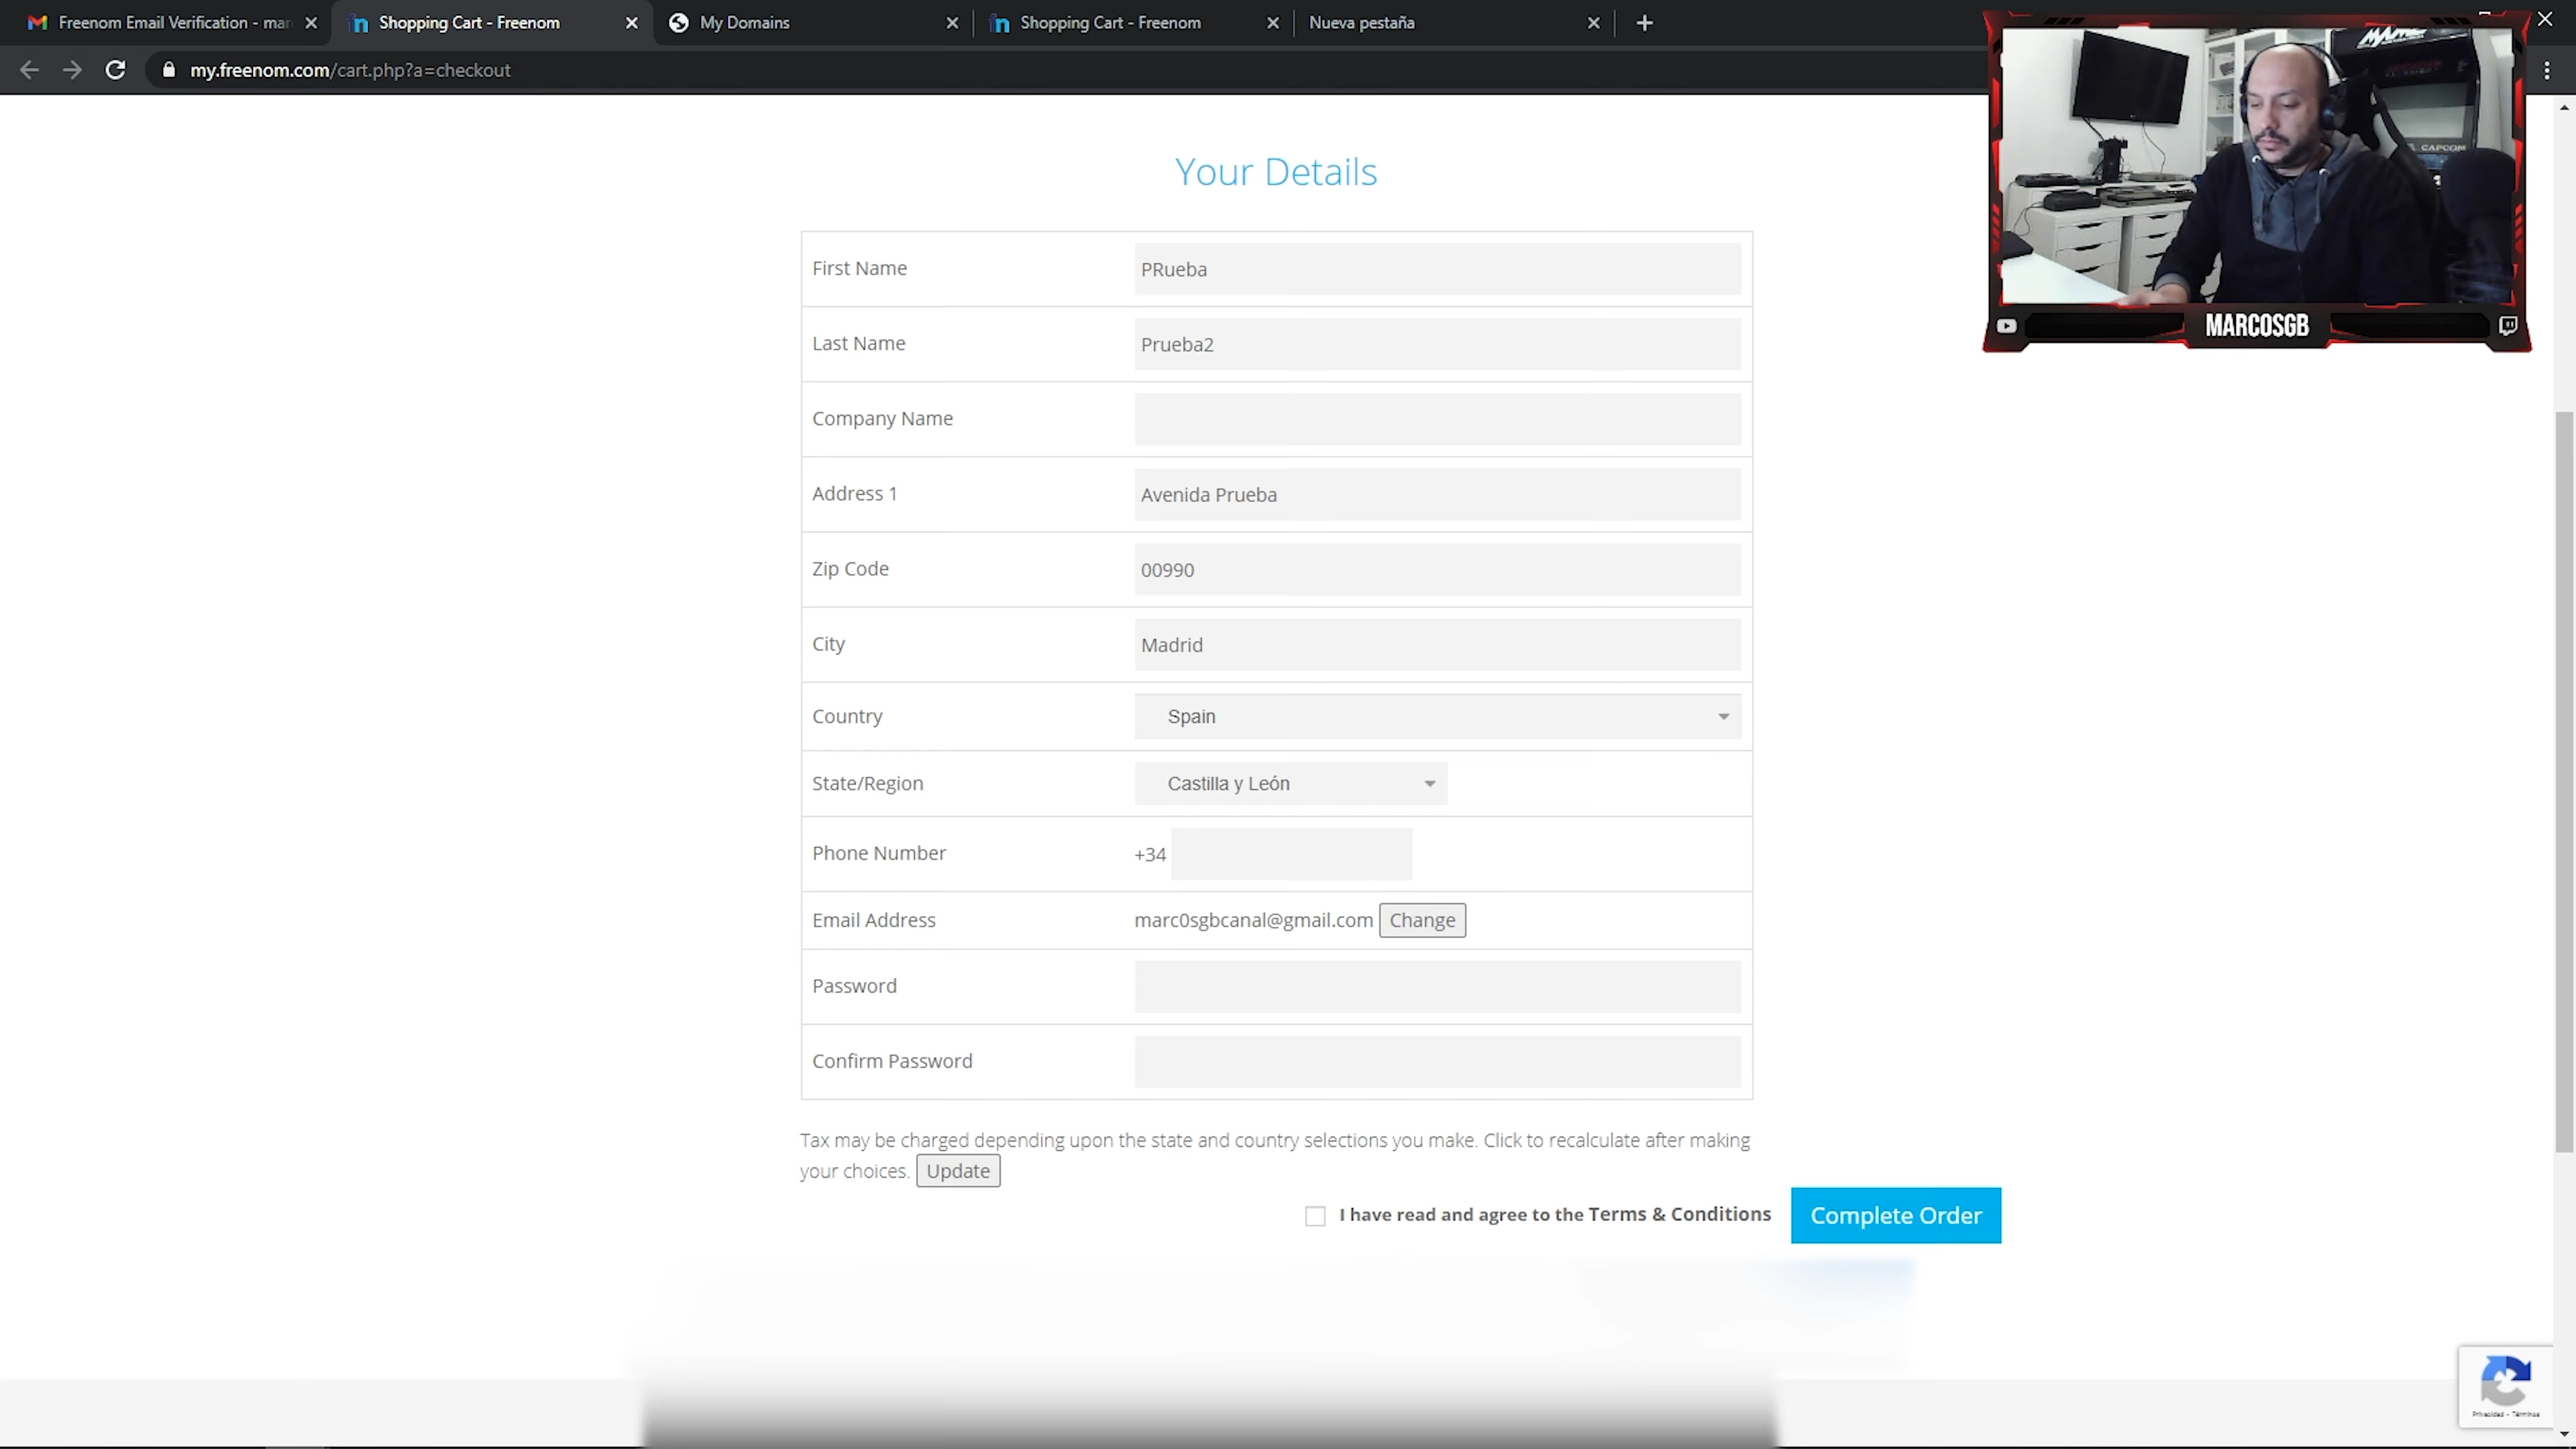 Freenom Email Verification - mar
Shopping Cart - Freenom
My Domains
Shopping Cart - Freenom
Nueva pestaña
my.freenom.com/cart.php?a=checkout
CAPCOM
MARCOSGB
Your Details
First Name
PRueba
Last Name
Prueba2
Company Name
Address 1
Avenida Prueba
Zip Code
00990
City
Madrid
Country
Spain
State/Region
Castilla y León
Phone Number
+34
Email Address
marc0sgbcanal@gmail.com
Change
Password
Confirm Password
Tax may be charged depending upon the state and country selections you make. Click to recalculate after making
your choices. Update
I have read and agree to the Terms & Conditions
Complete Order
Privacidad - Términos